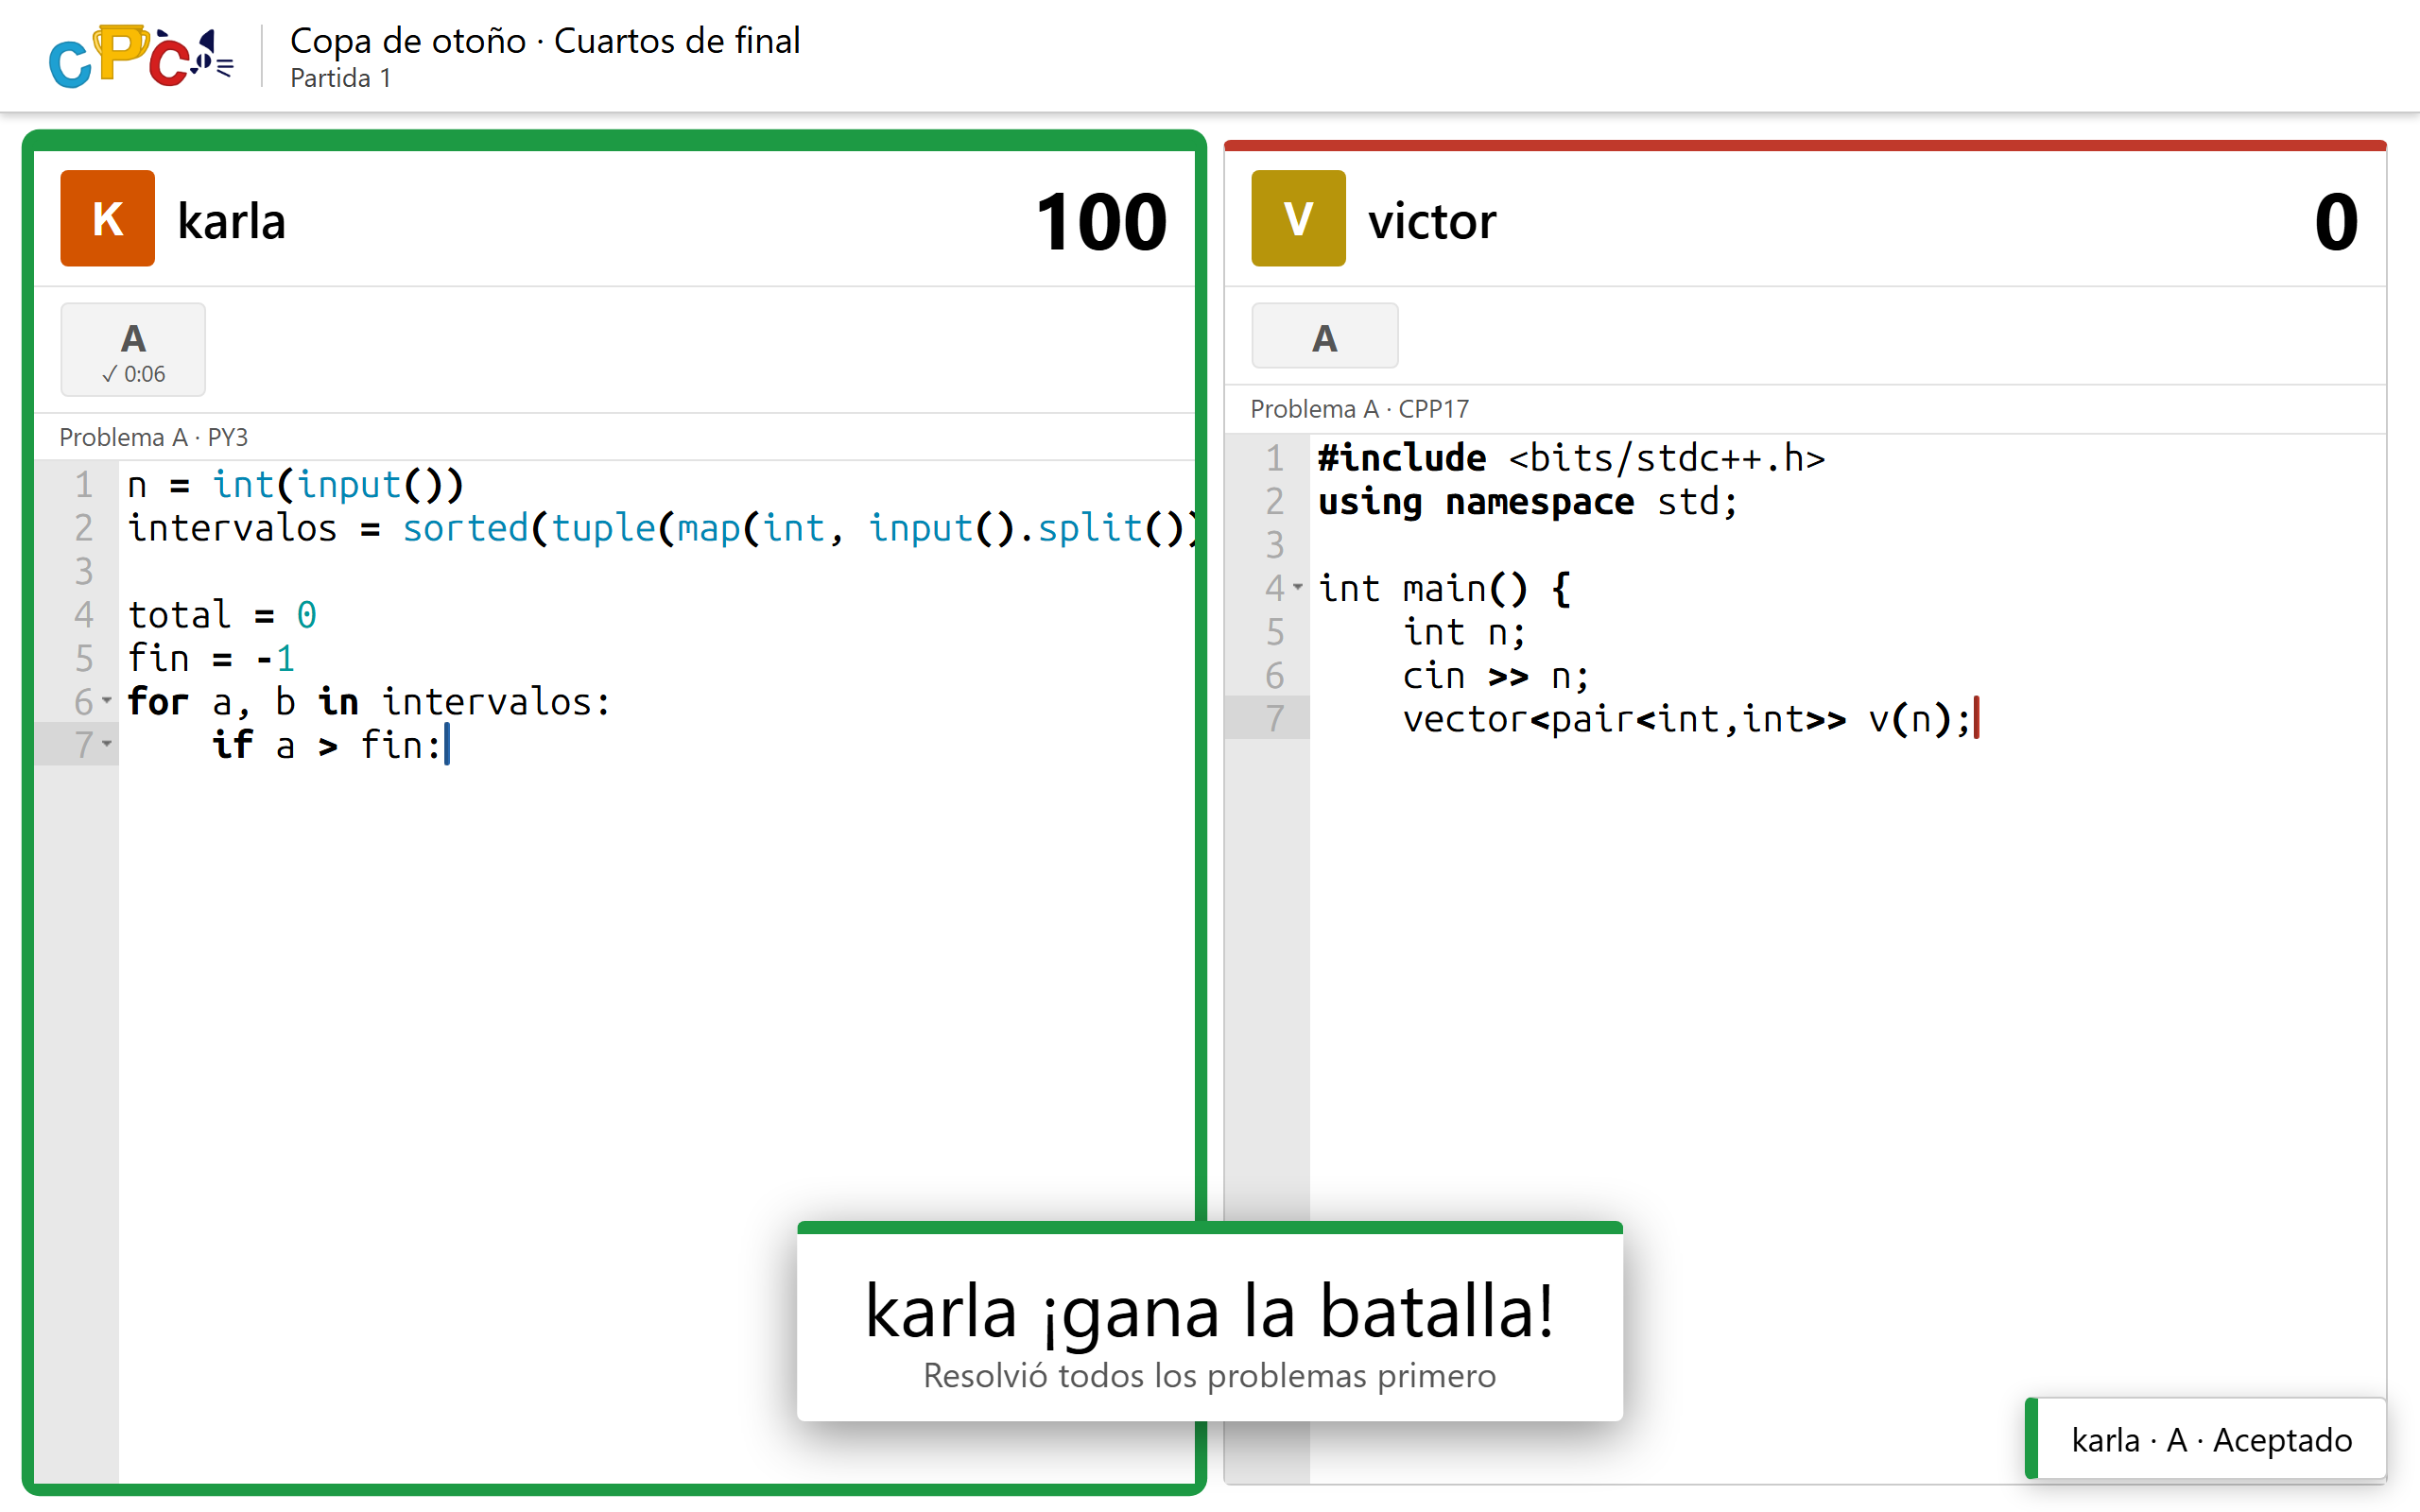 CPC
Copa de otoño · Cuartos de final
Partida 1
K karla 100
A
✓ 0:06
Problema A · PY3
1 n = int(input())
2 intervalos = sorted(tuple(map(int, input().split())
3
4 total = 0
5 fin = -1
6 for a, b in intervalos:
7 if a > fin:
V victor 0
A
Problema A · CPP17
1 #include <bits/stdc++.h>
2 using namespace std;
3
4 int main() {
5 int n;
6 cin >> n;
7 vector<pair<int,int>> v(n);
karla ¡gana la batalla!
Resolvió todos los problemas primero
karla · A · Aceptado